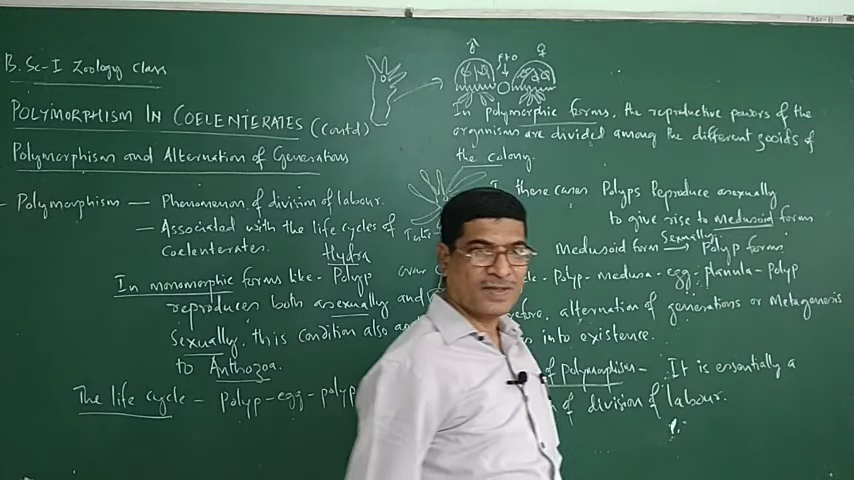 TBSc-II
B.Sc-I Zoology Class
POLYMORPHISM IN COELENTERATES (Contd)
Polymorphism and Alternation of Generations
- Polymorphism — Phenomenon of division of labour.
— Associated with the life cycles of
Coelenterates.
Hydra
In monomorphic forms like - Polyp
reproduces both asexually and
Sexually. this condition also
to Anthozoa.
The life cycle - Polyp-egg-polyp
♂ ♀
In Polymorphic forms, the reproductive powers of the
organism are divided among the different zooids of
the colony.
these cases Polyps Reproduce asexually
to give rise to medusoid forms
Medusoid form Sexually → Polyp forms
Polyp-medusa-egg-planula-polyp
alternation of generations or Metagenesis
into existence.
of polymorphism - It is essentially a
of division of labour.